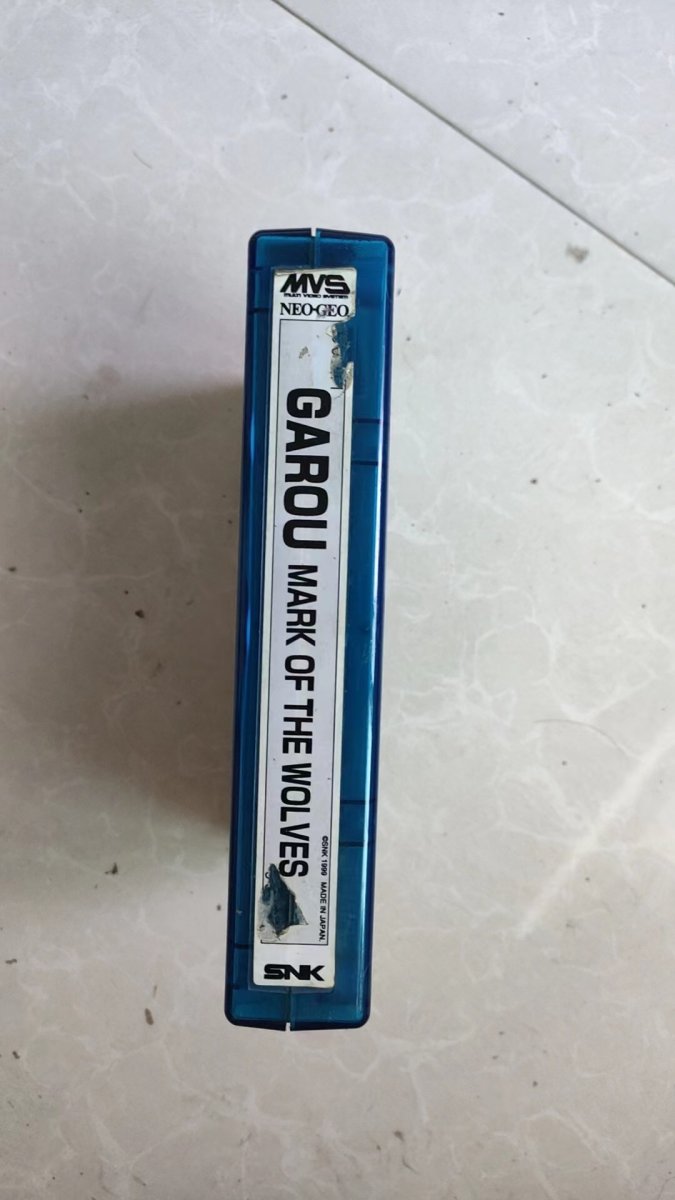 MVS
MULTI VIDEO SYSTEM
NEO•GEO
GAROU MARK OF THE WOLVES
©SNK 1999 MADE IN JAPAN.
SNK